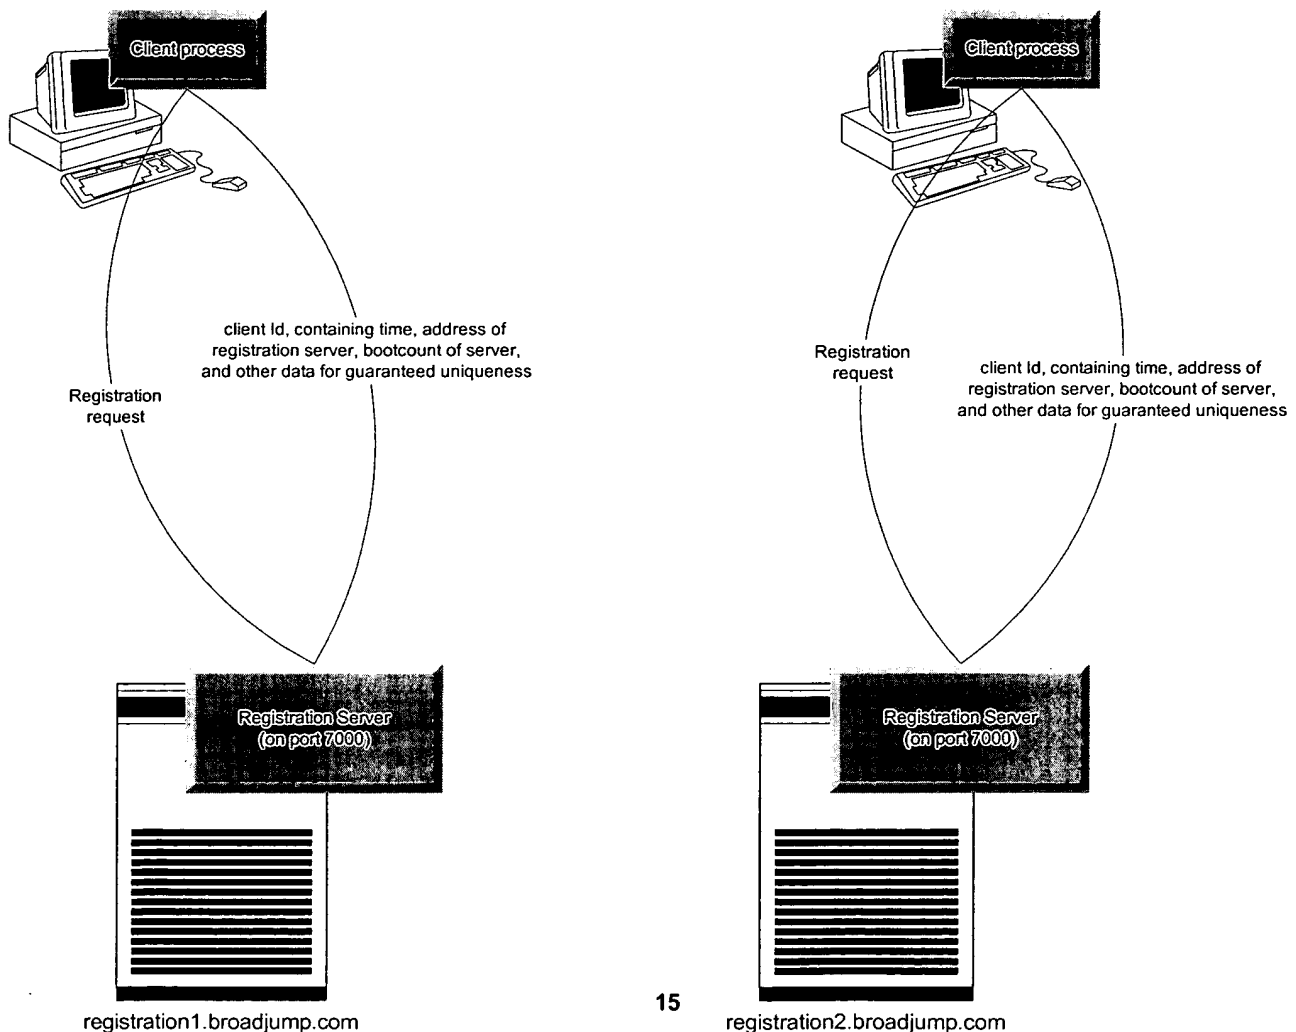 Client process
Client process
client Id, containing time, address of
registration server, bootcount of server,
and other data for guaranteed uniqueness
Registration
request
Registration
request
client Id, containing time, address of
registration server, bootcount of server,
and other data for guaranteed uniqueness
Registration Server
(on port 7000)
Registration Server
(on port 7000)
15
registration1.broadjump.com
registration2.broadjump.com